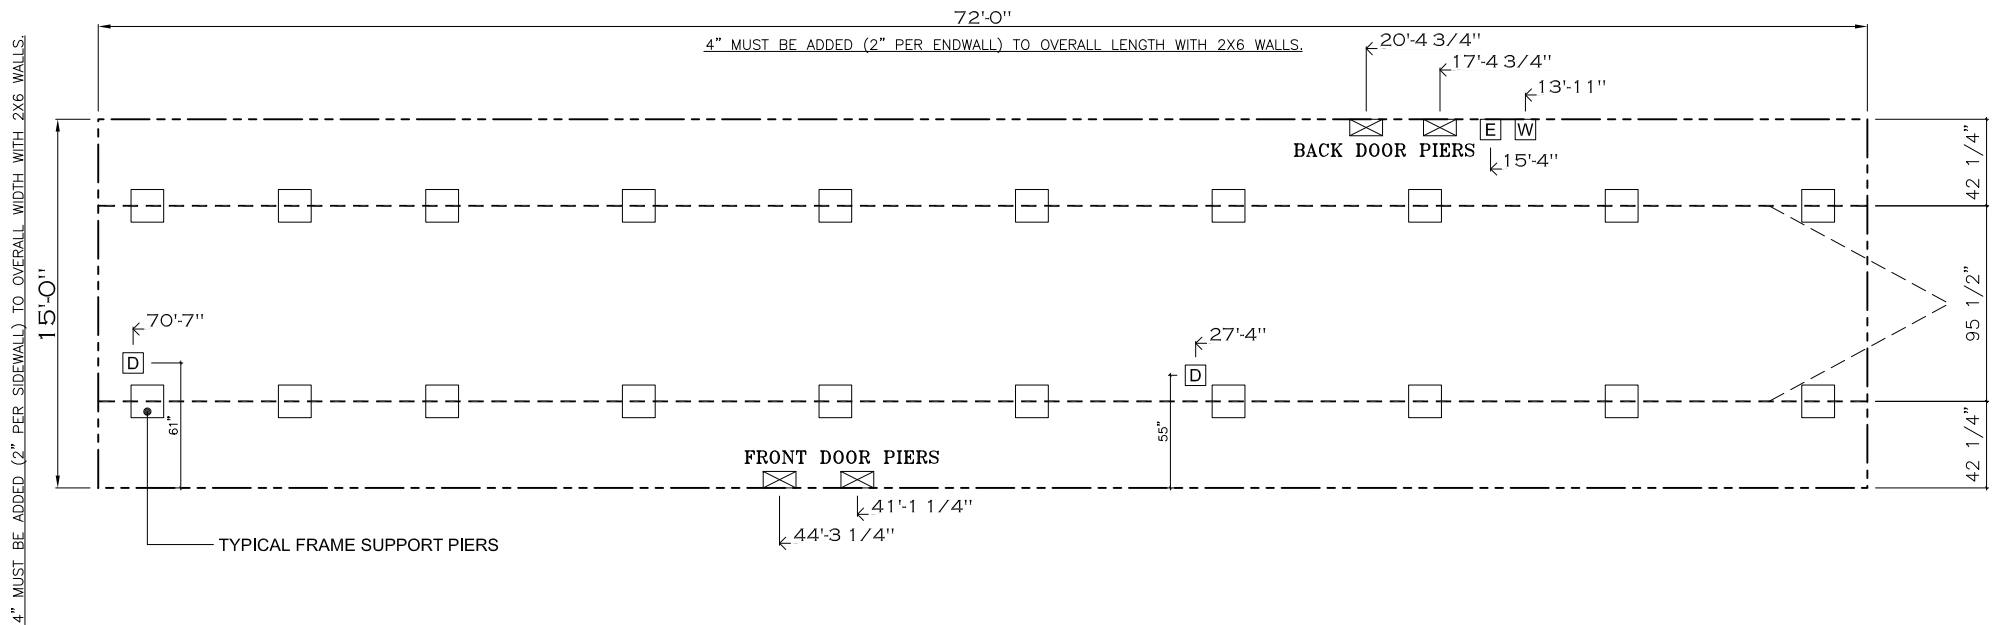 72'-0"
4" MUST BE ADDED (2" PER ENDWALL) TO OVERALL LENGTH WITH 2X6 WALLS.
4" MUST BE ADDED (2" PER SIDEWALL) TO OVERALL WIDTH WITH 2X6 WALLS.
20'-4 3/4"
17'-4 3/4"
13'-11"
E
W
BACK DOOR PIERS
15'-4"
42 1/4"
15'-0"
95 1/2"
70'-7"
D
27'-4"
D
61"
55"
42 1/4"
FRONT DOOR PIERS
41'-1 1/4"
44'-3 1/4"
TYPICAL FRAME SUPPORT PIERS